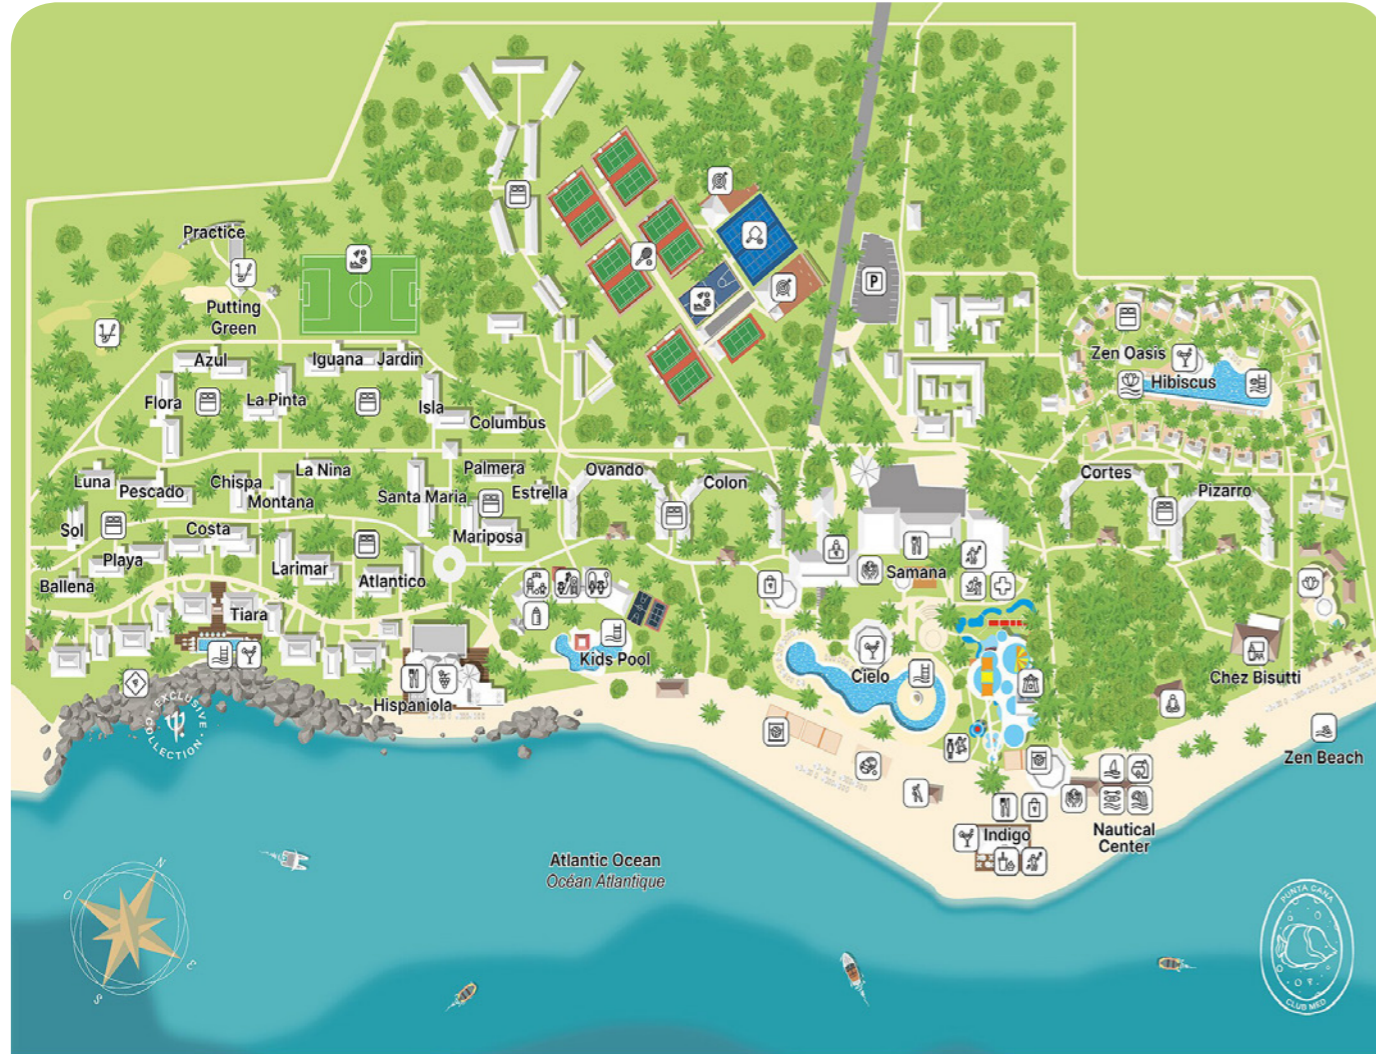 Practice
Putting
Green
P
Azul
Iguana
Jardin
Flora
La Pinta
Isla
Columbus
Zen Oasis
Hibiscus
Luna
Pescado
Chispa
Montana
La Nina
Santa Maria
Palmera
Estrella
Ovando
Colon
Cortes
Pizarro
Sol
Costa
Mariposa
Playa
Larimar
Atlantico
Ballena
Samana
Tiara
Kids Pool
Cielo
Chez Bisutti
Hispaniola
EXCLUSIVE
COLLECTION
Zen Beach
Indigo
Nautical
Center
Atlantic Ocean
Océan Atlantique
N
O
E
S
PUNTA CANA
CLUB MED